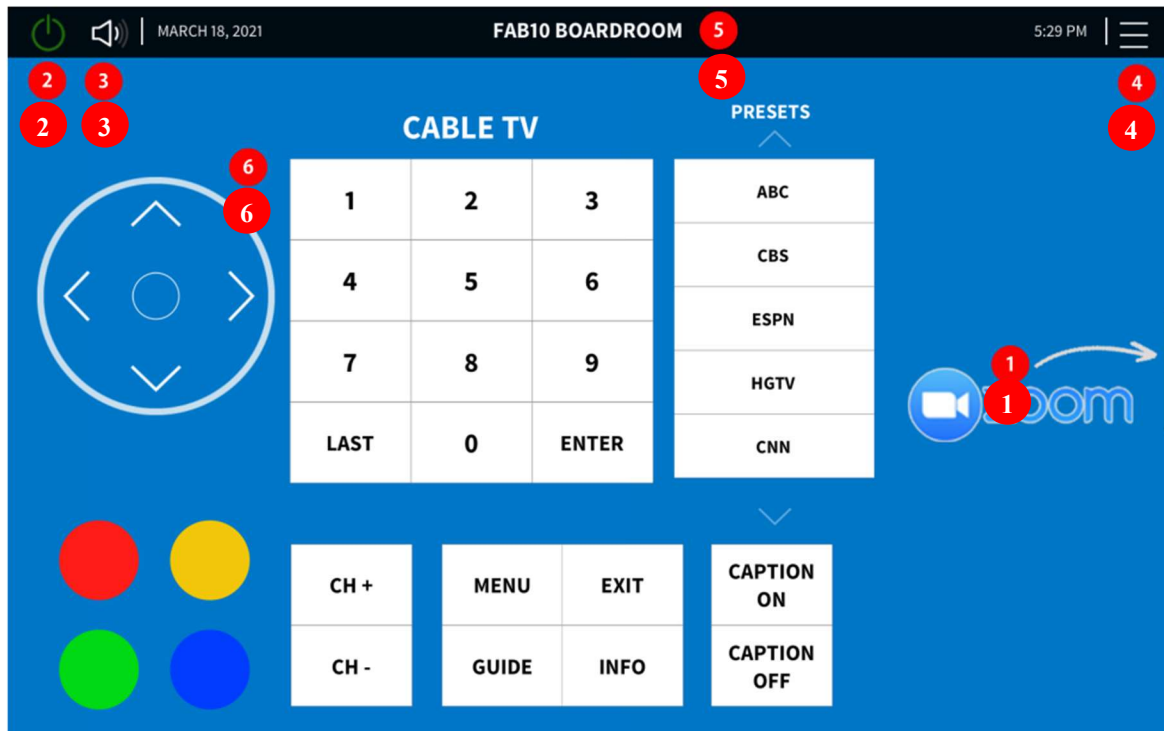 MARCH 18, 2021
FAB10 BOARDROOM
5
5:29 PM
2
3
4
2
3
5
4
CABLE TV
PRESETS
6
6
1
2
3
4
5
6
7
8
9
LAST
0
ENTER
ABC
CBS
ESPN
HGTV
CNN
1
1
zoom
CH +
CH -
MENU
EXIT
GUIDE
INFO
CAPTION
ON
CAPTION
OFF